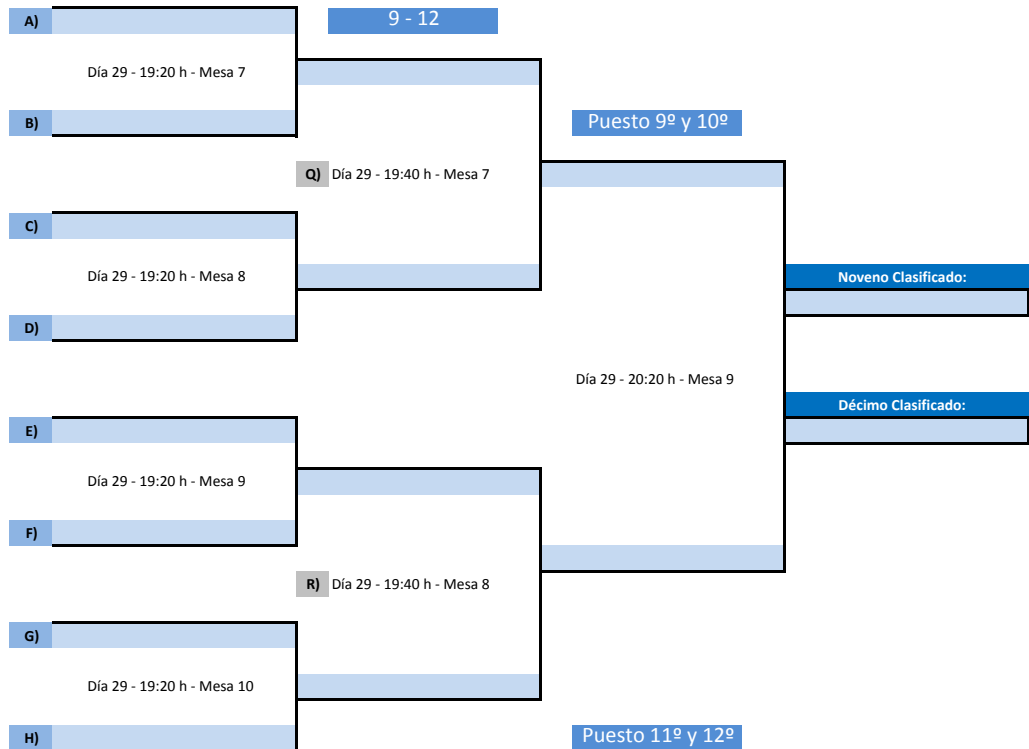 A)
9 - 12
Día 29 - 19:20 h - Mesa 7
B)
Puesto 9º y 10º
Q) Día 29 - 19:40 h - Mesa 7
C)
Día 29 - 19:20 h - Mesa 8
Noveno Clasificado:
D)
Día 29 - 20:20 h - Mesa 9
Décimo Clasificado:
E)
Día 29 - 19:20 h - Mesa 9
F)
R) Día 29 - 19:40 h - Mesa 8
G)
Día 29 - 19:20 h - Mesa 10
H)
Puesto 11º y 12º